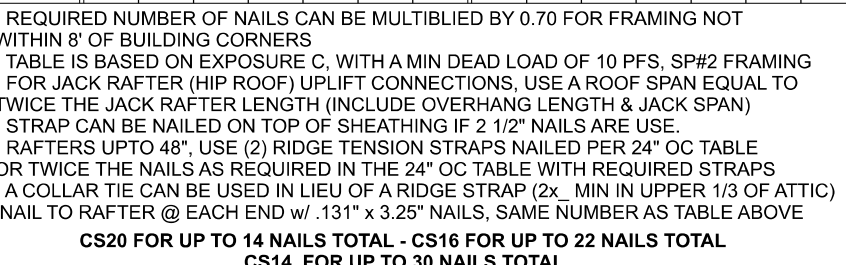 REQUIRED NUMBER OF NAILS CAN BE MULTIBLIED BY 0.70 FOR FRAMING NOT
WITHIN 8' OF BUILDING CORNERS
TABLE IS BASED ON EXPOSURE C, WITH A MIN DEAD LOAD OF 10 PFS, SP#2 FRAMING
FOR JACK RAFTER (HIP ROOF) UPLIFT CONNECTIONS, USE A ROOF SPAN EQUAL TO
TWICE THE JACK RAFTER LENGTH (INCLUDE OVERHANG LENGTH & JACK SPAN)
STRAP CAN BE NAILED ON TOP OF SHEATHING IF 2 1/2" NAILS ARE USE.
RAFTERS UPTO 48", USE (2) RIDGE TENSION STRAPS NAILED PER 24" OC TABLE
OR TWICE THE NAILS AS REQUIRED IN THE 24" OC TABLE WITH REQUIRED STRAPS
A COLLAR TIE CAN BE USED IN LIEU OF A RIDGE STRAP (2x_ MIN IN UPPER 1/3 OF ATTIC)
NAIL TO RAFTER @ EACH END w/ .131" x 3.25" NAILS, SAME NUMBER AS TABLE ABOVE
CS20 FOR UP TO 14 NAILS TOTAL - CS16 FOR UP TO 22 NAILS TOTAL
CS14 FOR UP TO 30 NAILS TOTAL